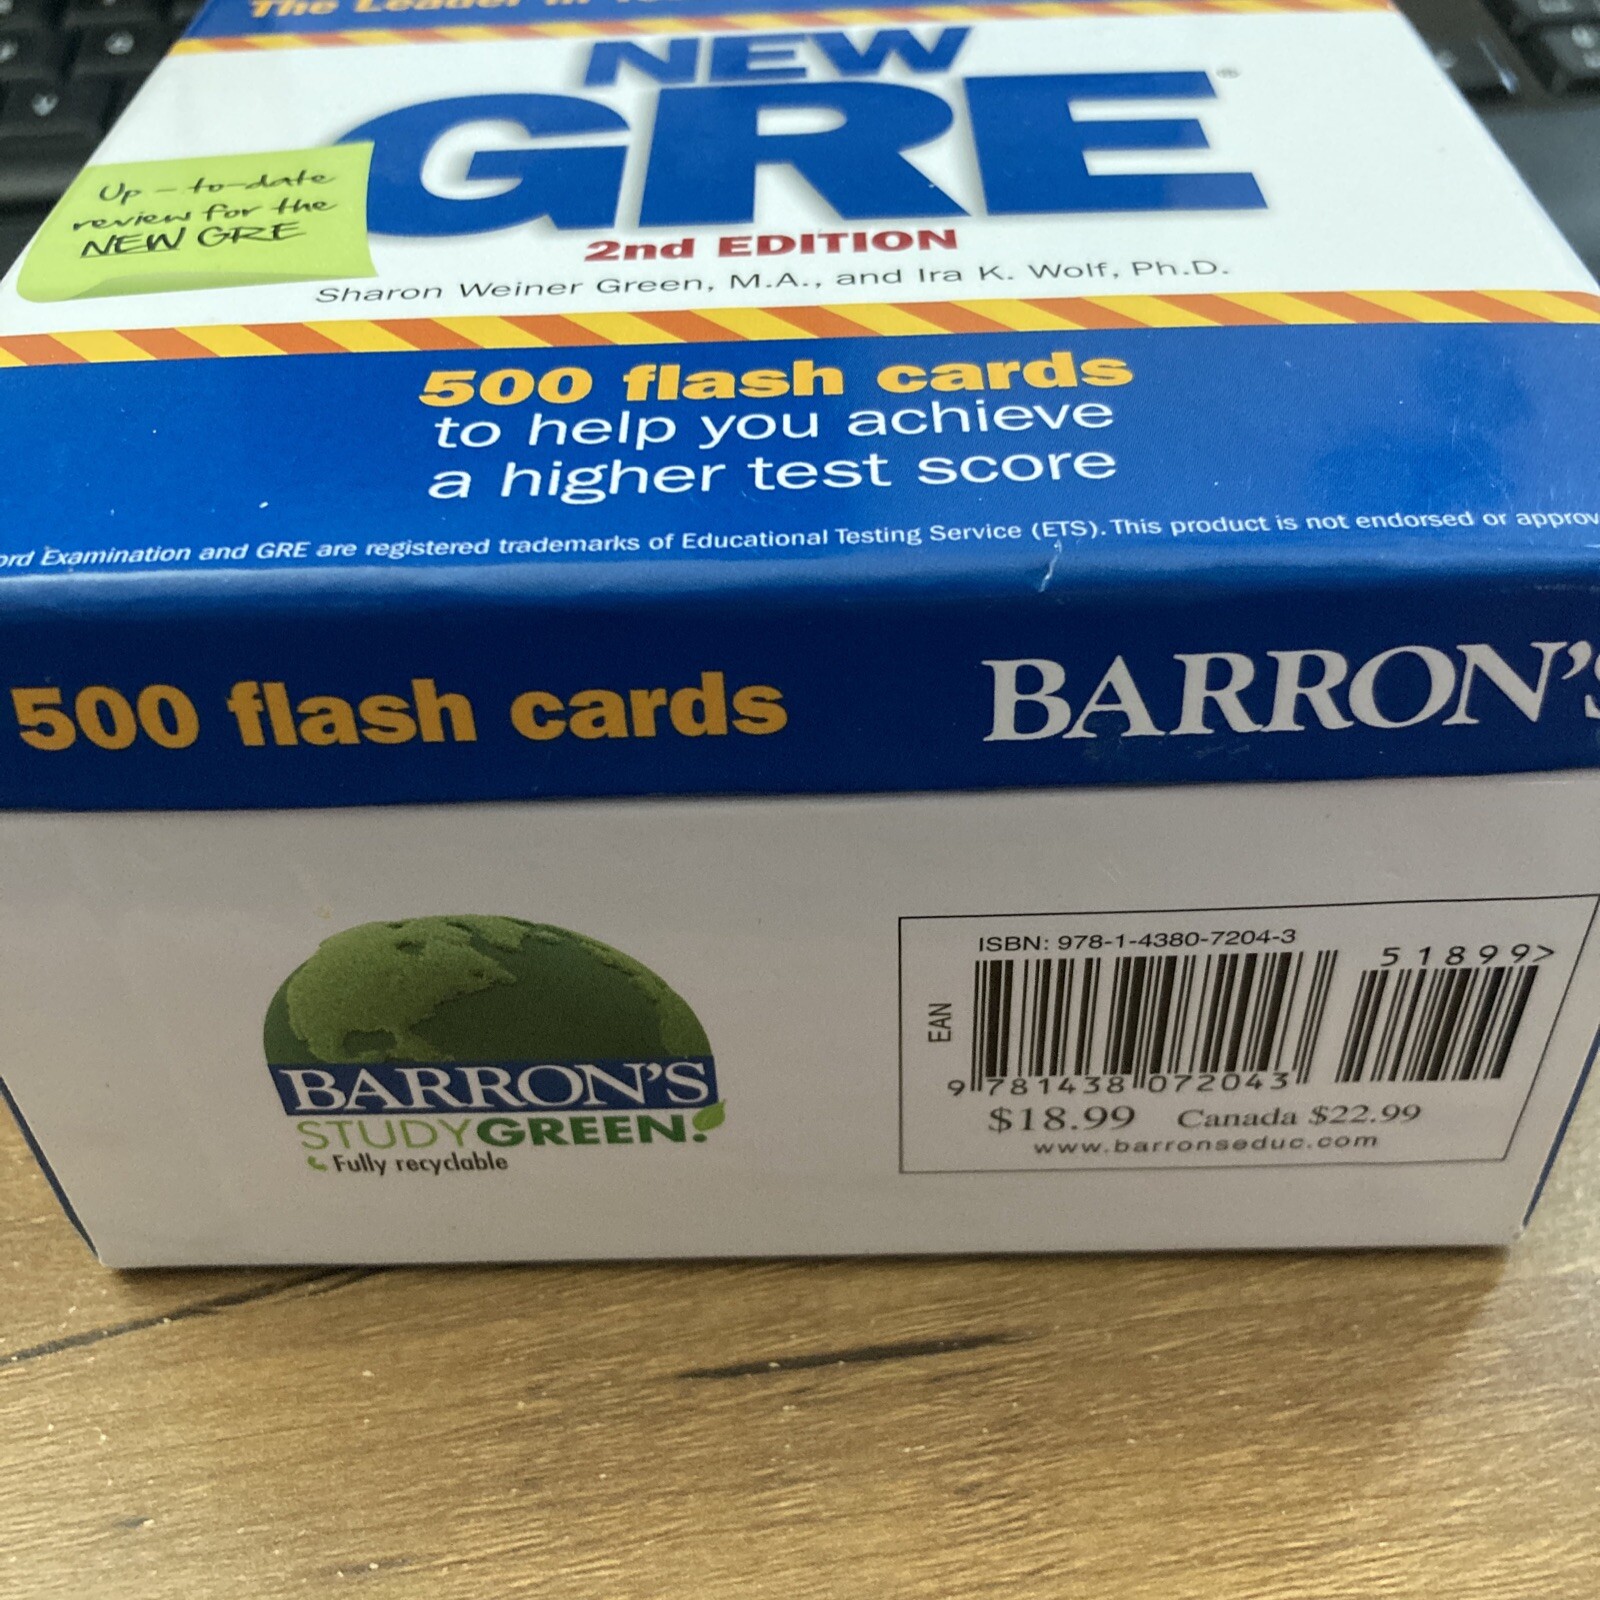 The Leader in
NEW
GRE®
Up-to-date
review for the
NEW GRE
2nd EDITION
Sharon Weiner Green, M.A., and Ira K. Wolf, Ph.D.
500 flash cards
to help you achieve
a higher test score
Examination and GRE are registered trademarks of Educational Testing Service (ETS). This product is not endorsed or
500 flash cards
BARRON'S
BARRON'S
STUDYGREEN!
Fully recyclable
ISBN: 978-1-4380-7204-3
51899>
EAN
9 781438 072043
$18.99 Canada $22.99
www.barronseduc.com